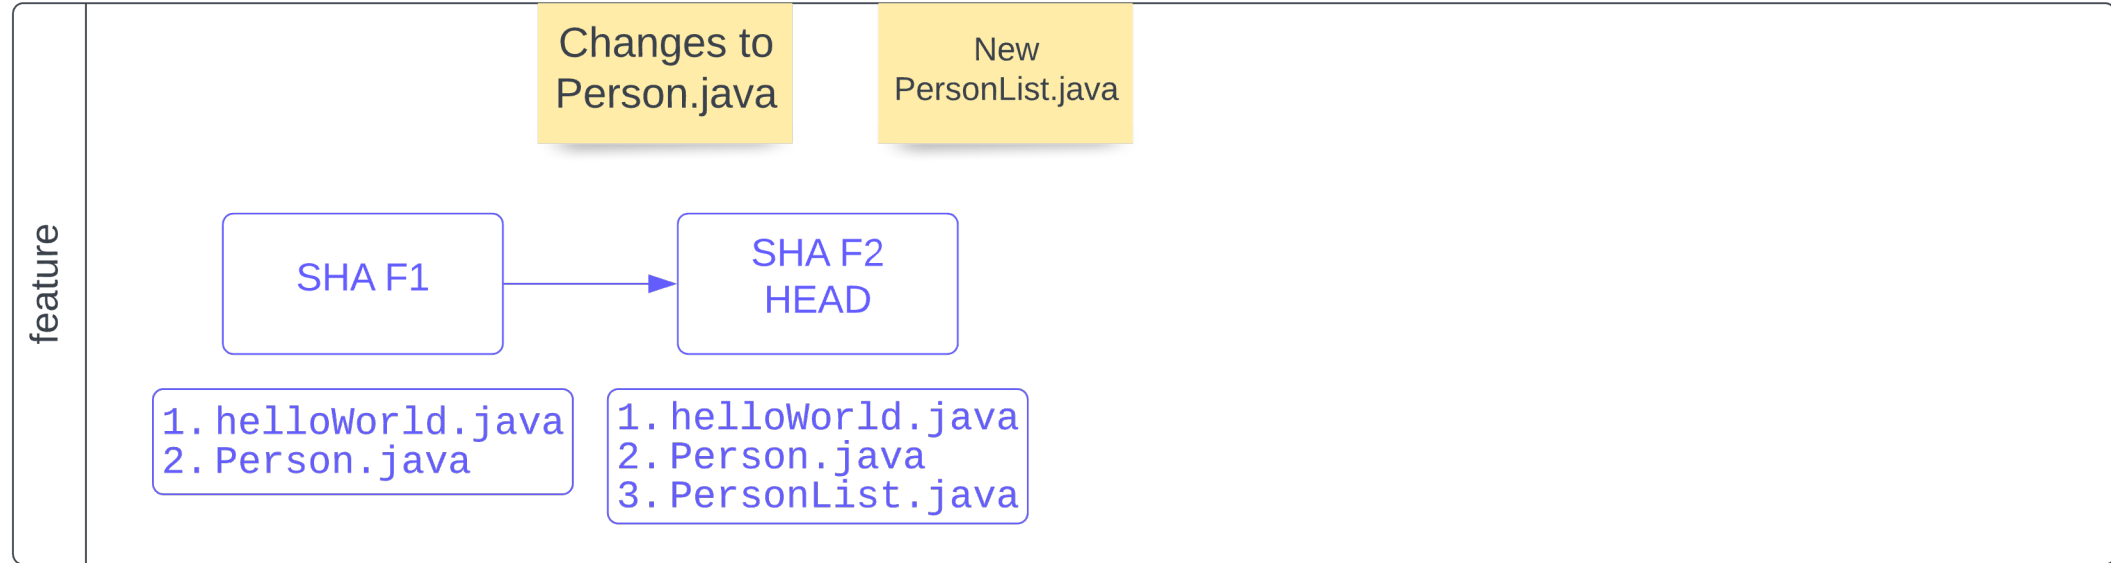 feature
Changes to
Person.java
New
PersonList.java
SHA F1
SHA F2
HEAD
1. helloWorld.java
2. Person.java
1. helloWorld.java
2. Person.java
3. PersonList.java